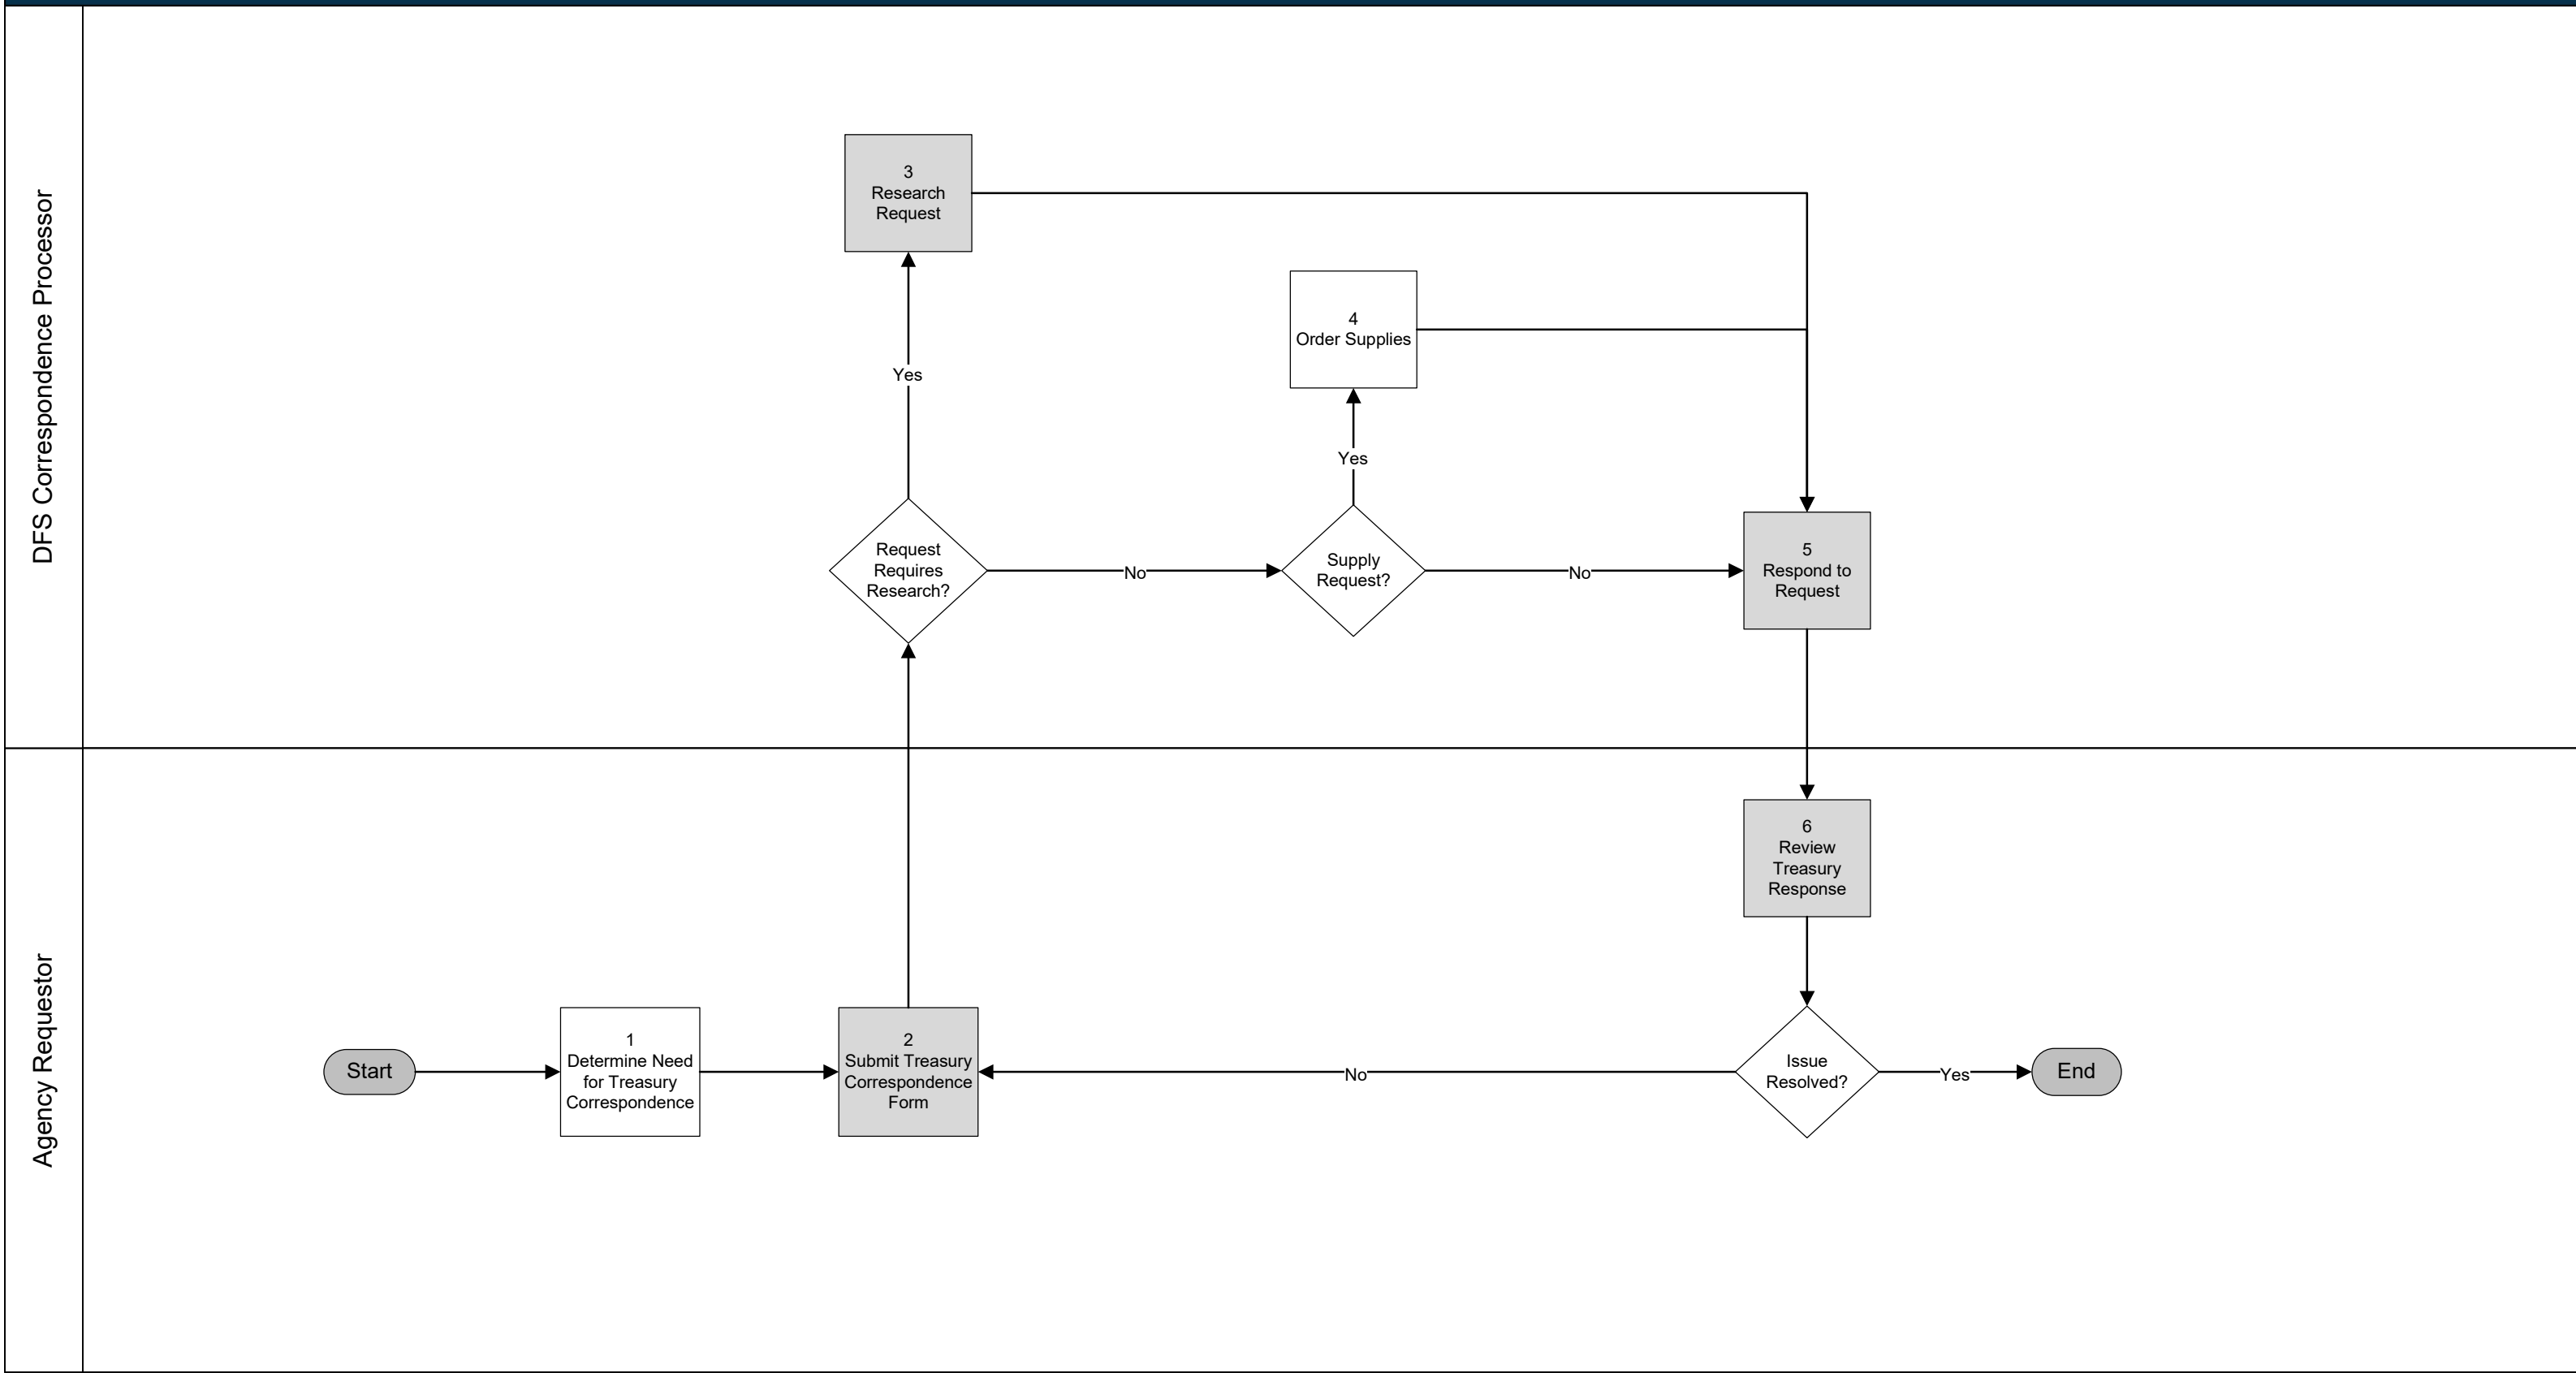 DFS Correspondence Processor
3
Research
Request
4
Order Supplies
Yes
Yes
Request
Requires
Research?
No
Supply
Request?
No
5
Respond to
Request
Agency Requestor
6
Review
Treasury
Response
Start
1
Determine Need
for Treasury
Correspondence
2
Submit Treasury
Correspondence
Form
No
Issue
Resolved?
Yes
End